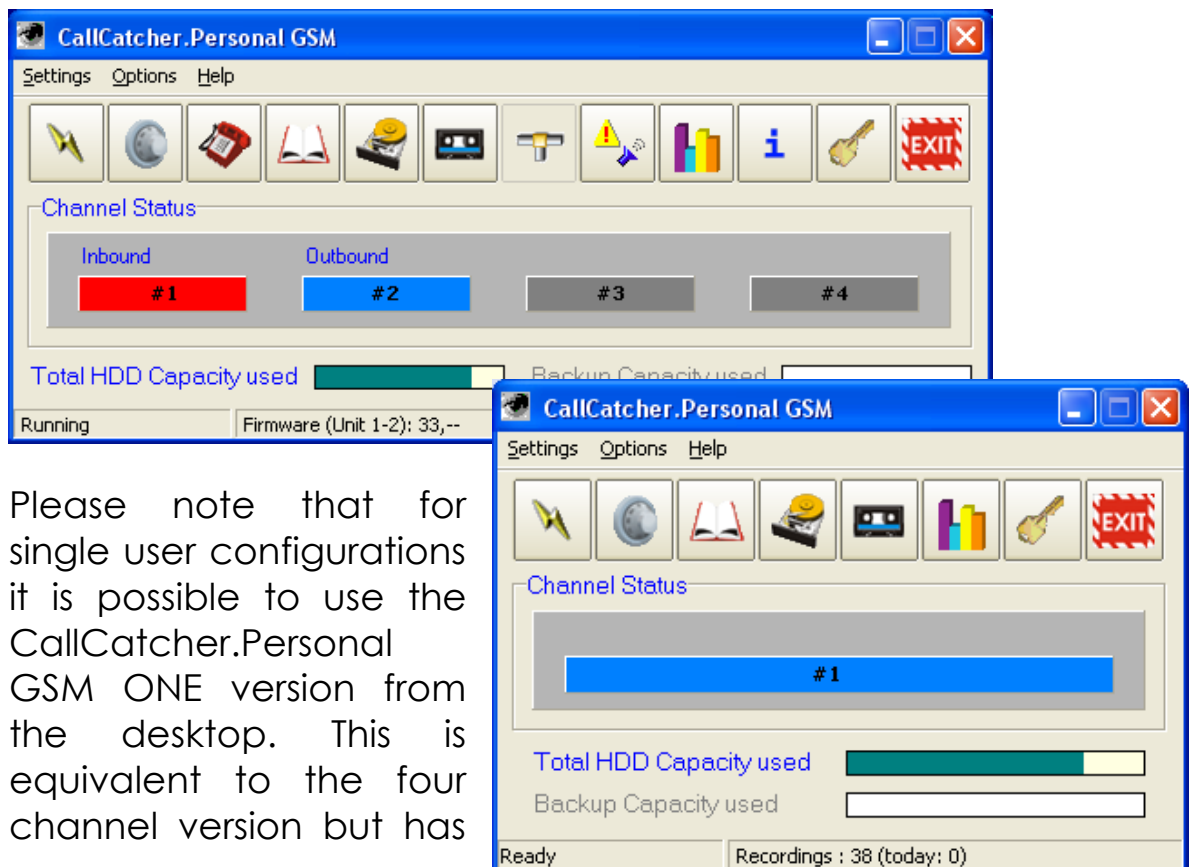 CallCatcher.Personal GSM
Settings Options Help
EXIT
Channel Status
Inbound Outbound
#1 #2 #3 #4
Total HDD Capacity used Backup Capacity used
Running Firmware (Unit 1-2): 33,--
CallCatcher.Personal GSM
Settings Options Help
EXIT
Channel Status
#1
Total HDD Capacity used
Backup Capacity used
Ready Recordings : 38 (today: 0)
Please note that for
single user configurations
it is possible to use the
CallCatcher.Personal
GSM ONE version from
the desktop. This is
equivalent to the four
channel version but has